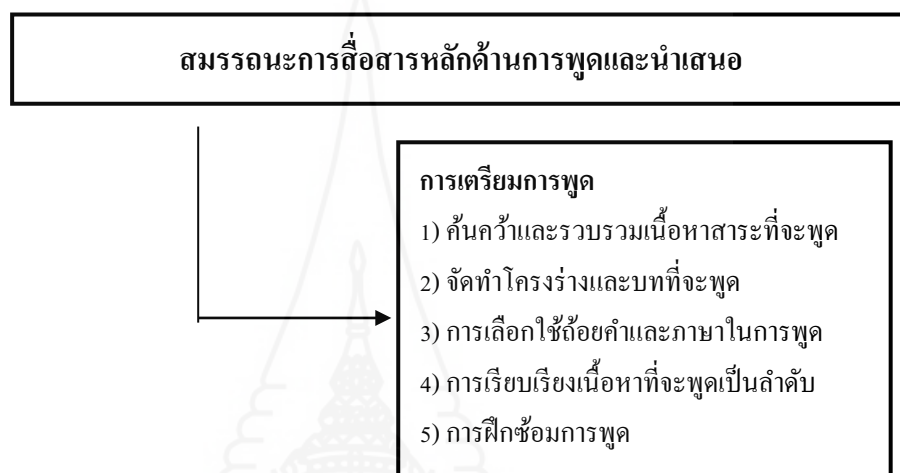 สมรรถนะการสื่อสารหลักด้านการพูดและนำเสนอ
การเตรียมการพูด
1) ค้นคว้าและรวบรวมเนื้อหาสาระที่จะพูด
2) จัดทำโครงร่างและบทที่จะพูด
3) การเลือกใช้ถ้อยคำและภาษาในการพูด
4) การเรียบเรียงเนื้อหาที่จะพูดเป็นลำดับ
5) การฝึกซ้อมการพูด